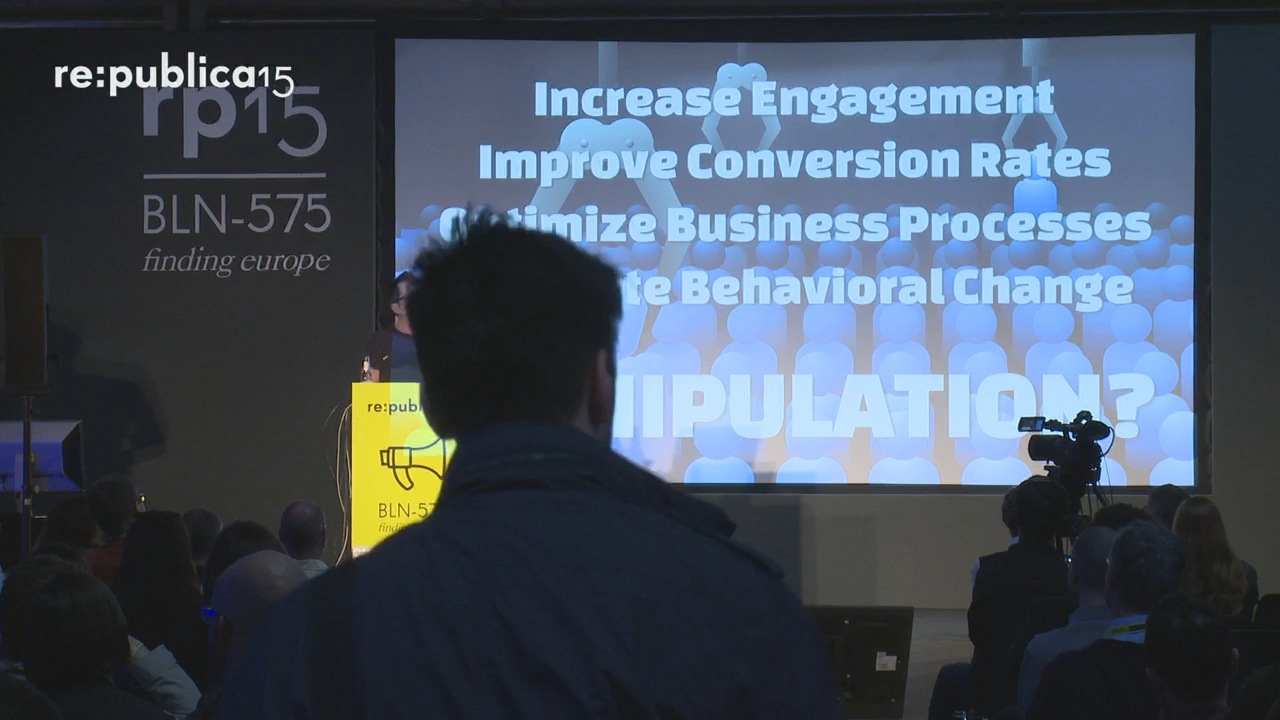 re:publica15
rp15
BLN-575
finding europe
Increase Engagement
Improve Conversion Rates
Business Processes
Behavioral Change
re:publ
BLN-57